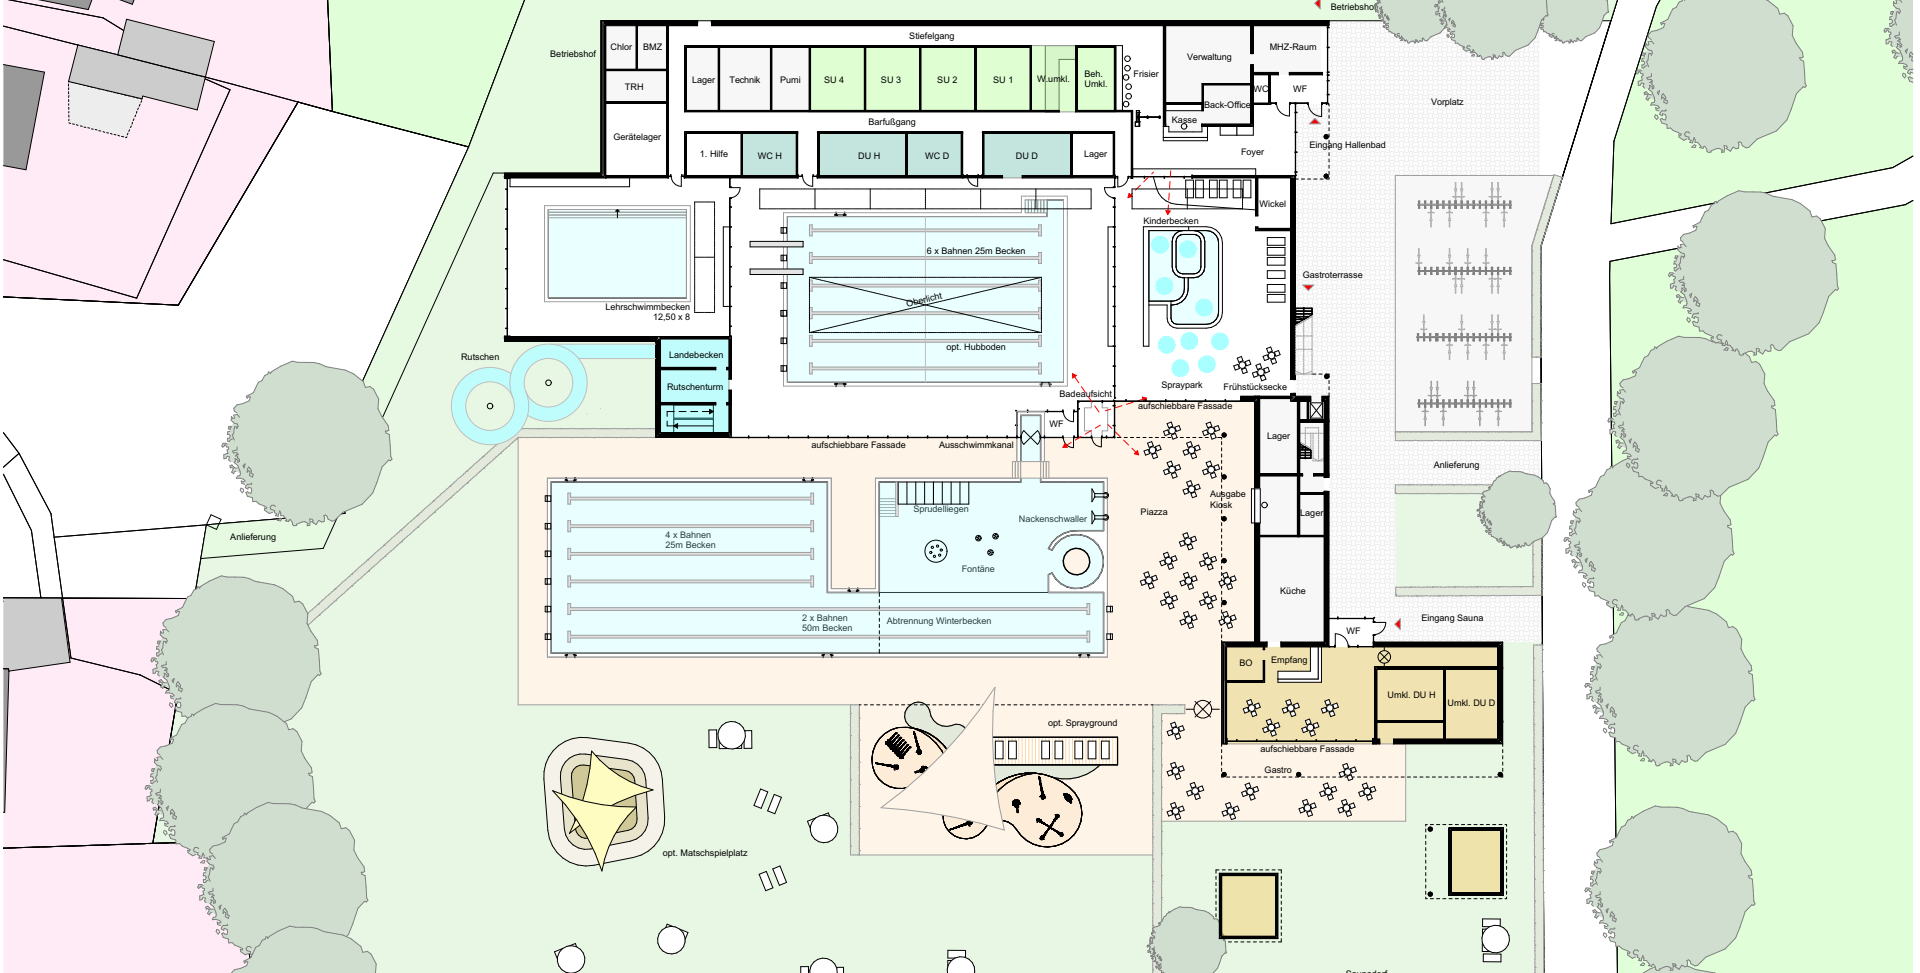 Betriebshof
Stiefelgang
Betriebshof
Chlor
BMZ
MHZ-Raum
Verwaltung
Lager
Technik
Pumi
SU 4
SU 3
SU 2
SU 1
W.umkl.
Beh.
Umkl.
Frisier
TRH
WC
WF
Back-Office
Vorplatz
Kasse
Barfußgang
Gerätelager
Eingang Hallenbad
1. Hilfe
WC H
DU H
WC D
DU D
Lager
Foyer
Wickel
Kinderbecken
6 x Bahnen 25m Becken
Gastroterrasse
Oberlicht
Lehrschwimmbecken
12,50 x 8
opt. Hubboden
Rutschen
Landebecken
Rutschenturm
Spraypark
Frühstücksecke
Badeaufsicht
aufschiebbare Fassade
WF
aufschiebbare Fassade
Ausschwimmkanal
Lager
Anlieferung
Ausgabe
Kiosk
Sprudelliegen
Nackenschwaller
Piazza
Lager
Anlieferung
4 x Bahnen
25m Becken
Fontäne
Küche
2 x Bahnen
50m Becken
Abtrennung Winterbecken
Eingang Sauna
WF
BO
Empfang
Umkl. DU H
Umkl. DU D
opt. Sprayground
aufschiebbare Fassade
Gastro
opt. Matschspielplatz